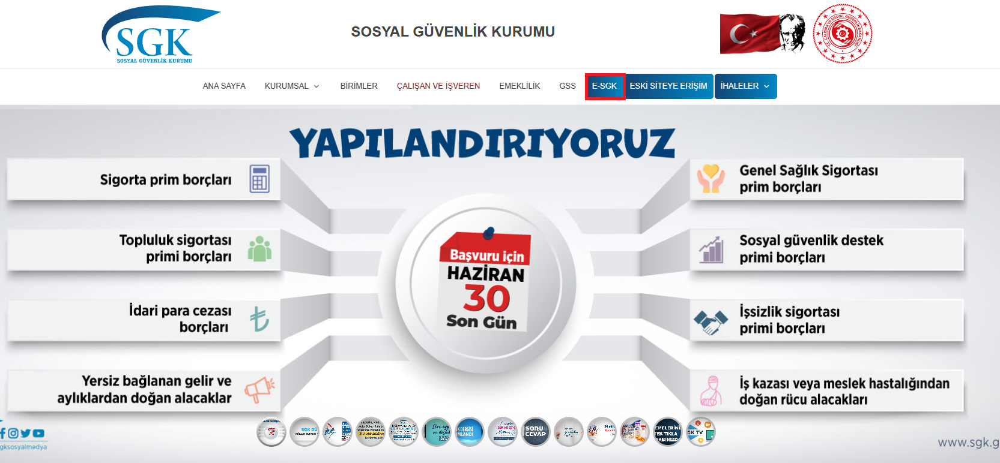 SGK
SOSYAL GÜVENLİK KURUMU
SOSYAL GÜVENLİK KURUMU
ANA SAYFA
KURUMSAL
BİRİMLER
ÇALIŞAN VE İŞVEREN
EMEKLİLİK
GSS
E-SGK
ESKİ SİTEYE ERİŞİM
İHALELER
YAPILANDIRIYORUZ
Sigorta prim borçları
Topluluk sigortası
primi borçları
İdari para cezası
borçları
Yersiz bağlanan gelir ve
aylıklardan doğan alacaklar
Başvuru için
HAZİRAN
30
Son Gün
Genel Sağlık Sigortası
prim borçları
Sosyal güvenlik destek
primi borçları
İşsizlik sigortası
primi borçları
İş kazası veya meslek hastalığından
doğan rücu alacakları
gksosyalmedya
SORU
CEVAP
GK TV
www.sgk.g